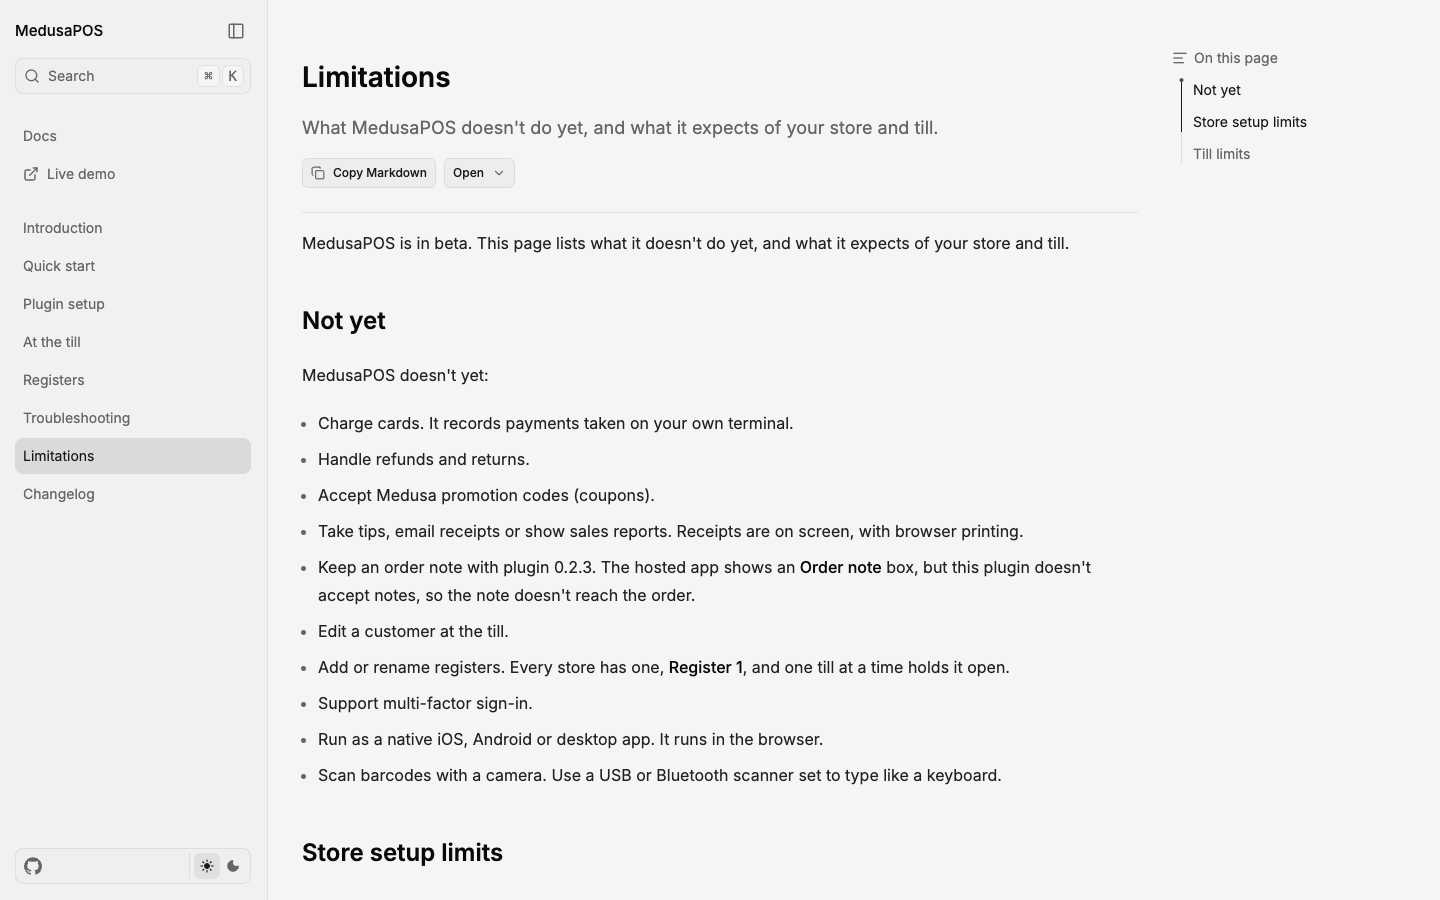 MedusaPOS
Search
⌘ K
Docs
Live demo
Introduction
Quick start
Plugin setup
At the till
Registers
Troubleshooting
Limitations
Changelog
Limitations
What MedusaPOS doesn't do yet, and what it expects of your store and till.
Copy Markdown
Open
MedusaPOS is in beta. This page lists what it doesn't do yet, and what it expects of your store and till.
Not yet
MedusaPOS doesn't yet:
Charge cards. It records payments taken on your own terminal.
Handle refunds and returns.
Accept Medusa promotion codes (coupons).
Take tips, email receipts or show sales reports. Receipts are on screen, with browser printing.
Keep an order note with plugin 0.2.3. The hosted app shows an Order note box, but this plugin doesn't
accept notes, so the note doesn't reach the order.
Edit a customer at the till.
Add or rename registers. Every store has one, Register 1, and one till at a time holds it open.
Support multi-factor sign-in.
Run as a native iOS, Android or desktop app. It runs in the browser.
Scan barcodes with a camera. Use a USB or Bluetooth scanner set to type like a keyboard.
Store setup limits
On this page
Not yet
Store setup limits
Till limits